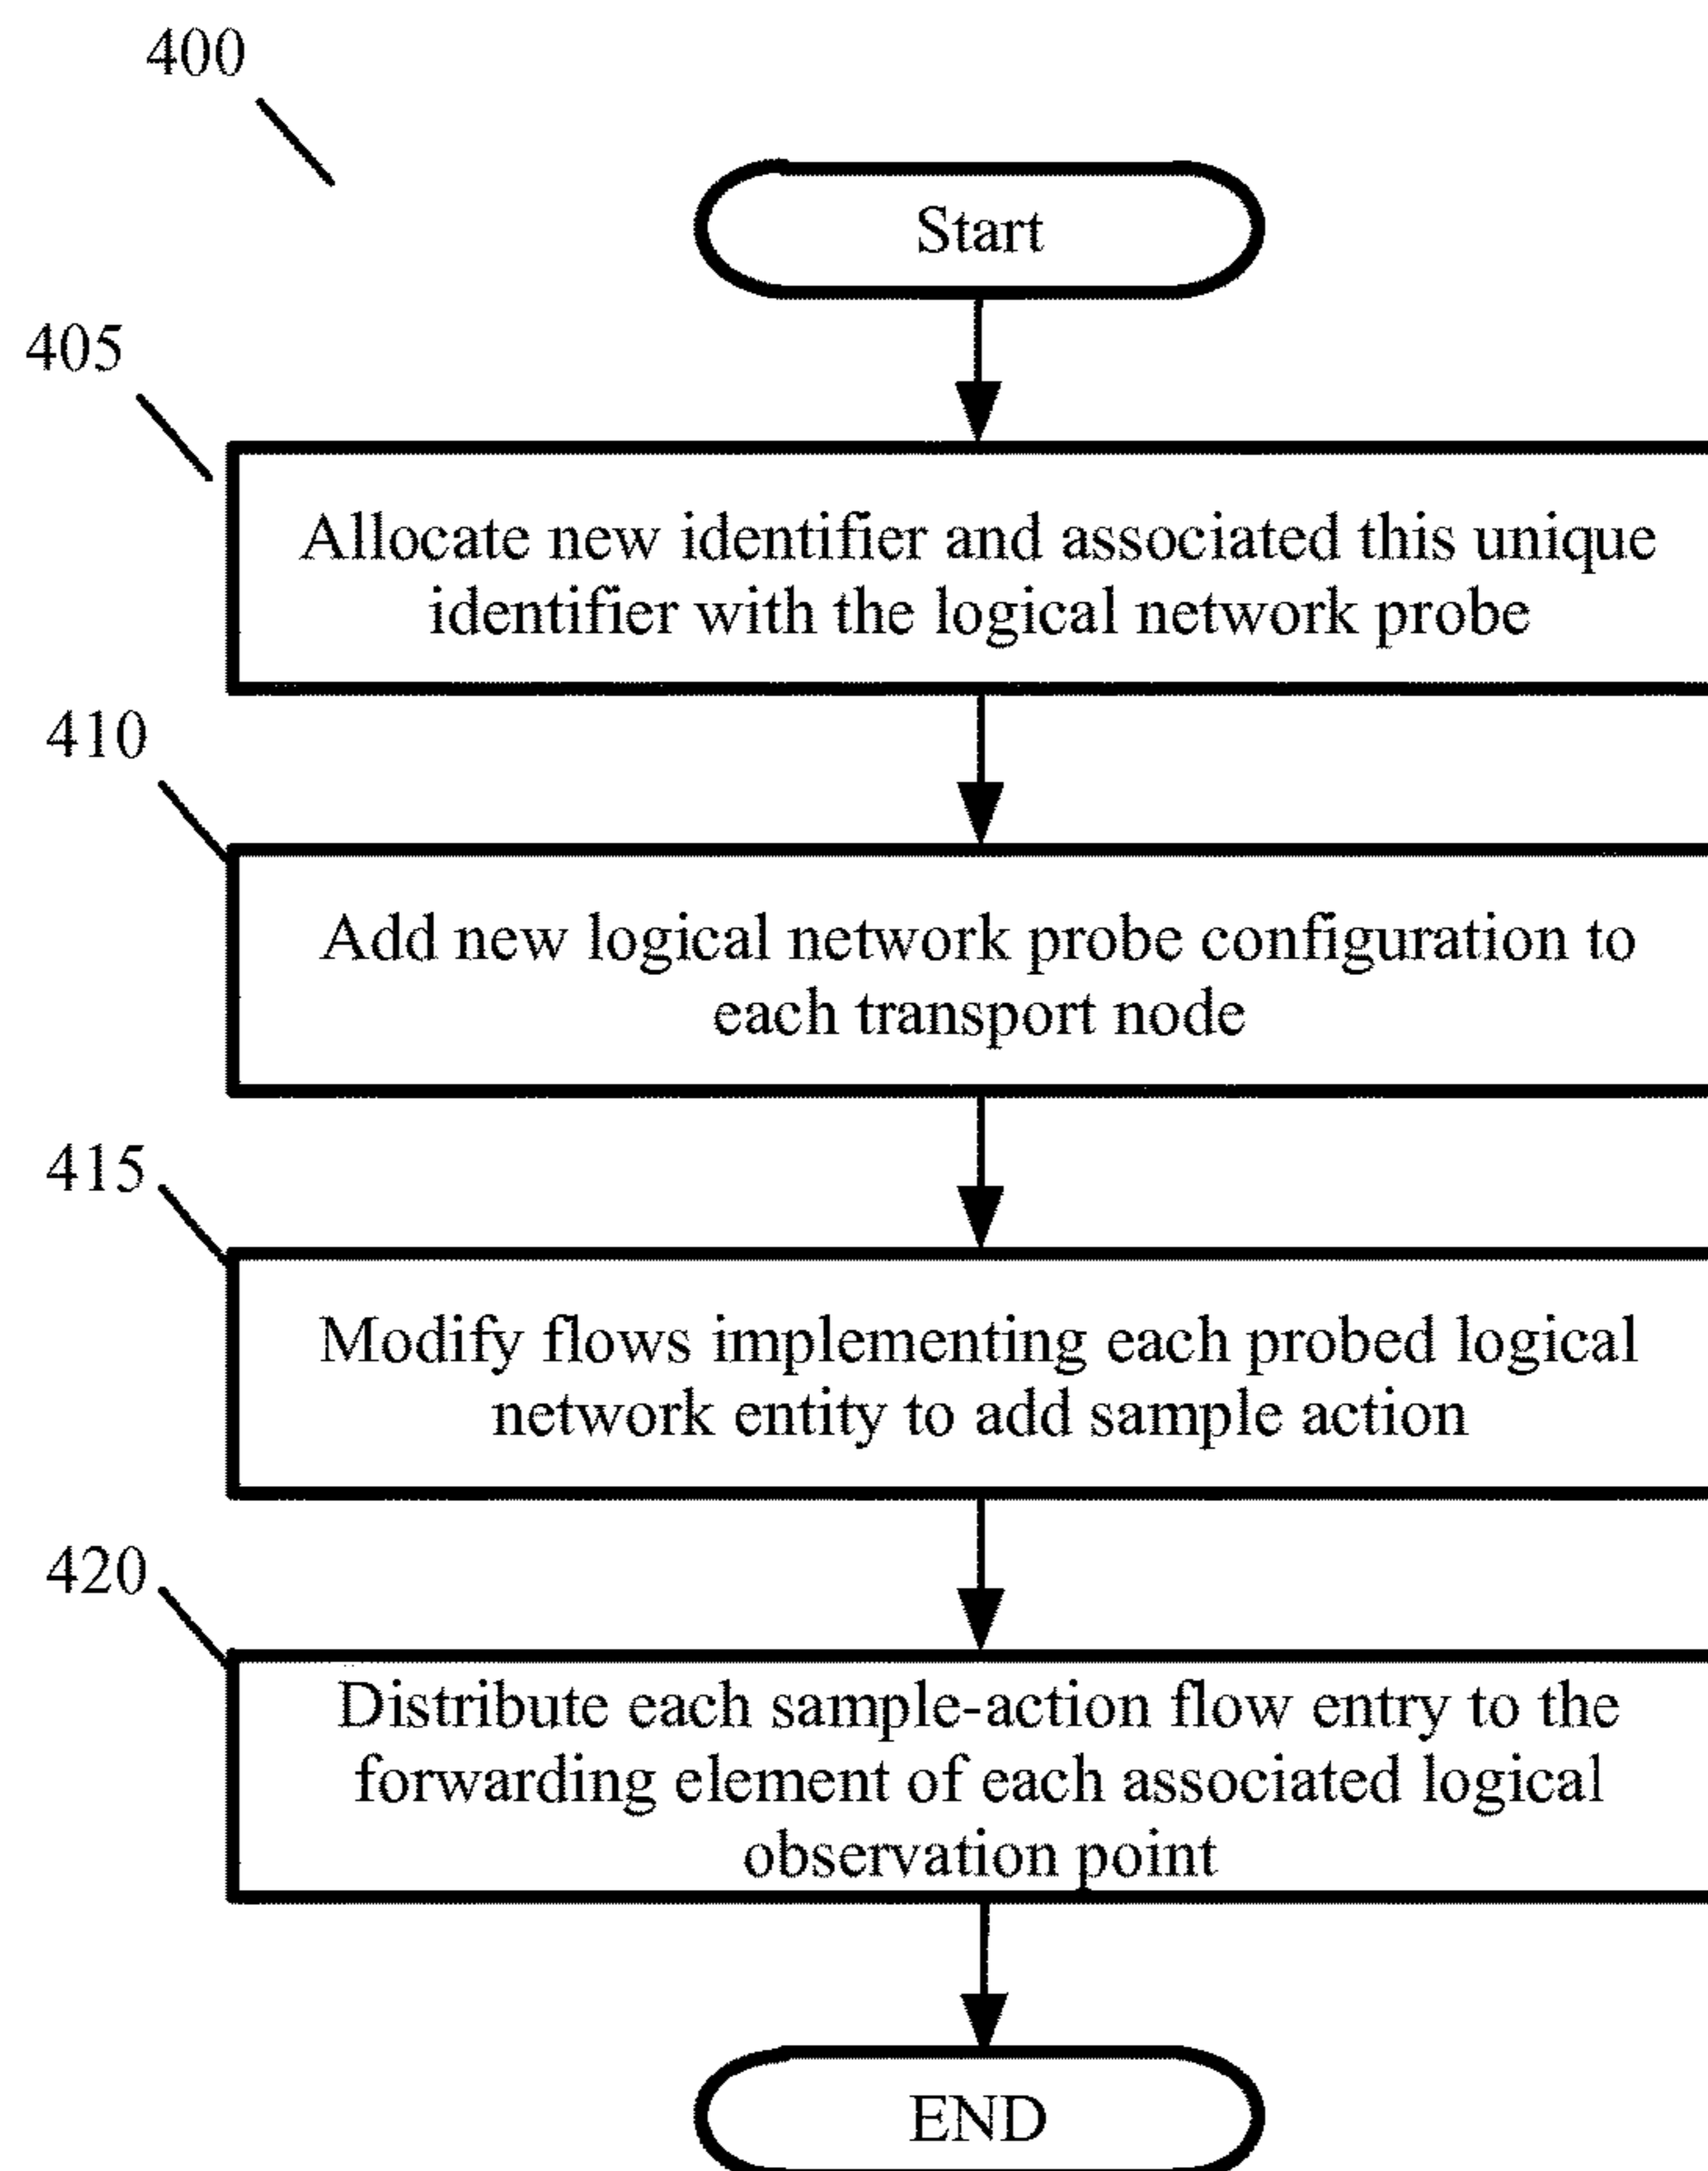 400
Start
405
Allocate new identifier and associated this unique
identifier with the logical network probe
410
Add new logical network probe configuration to
each transport node
415
Modify flows implementing each probed logical
network entity to add sample action
420
Distribute each sample-action flow entry to the
forwarding element of each associated logical
observation point
END